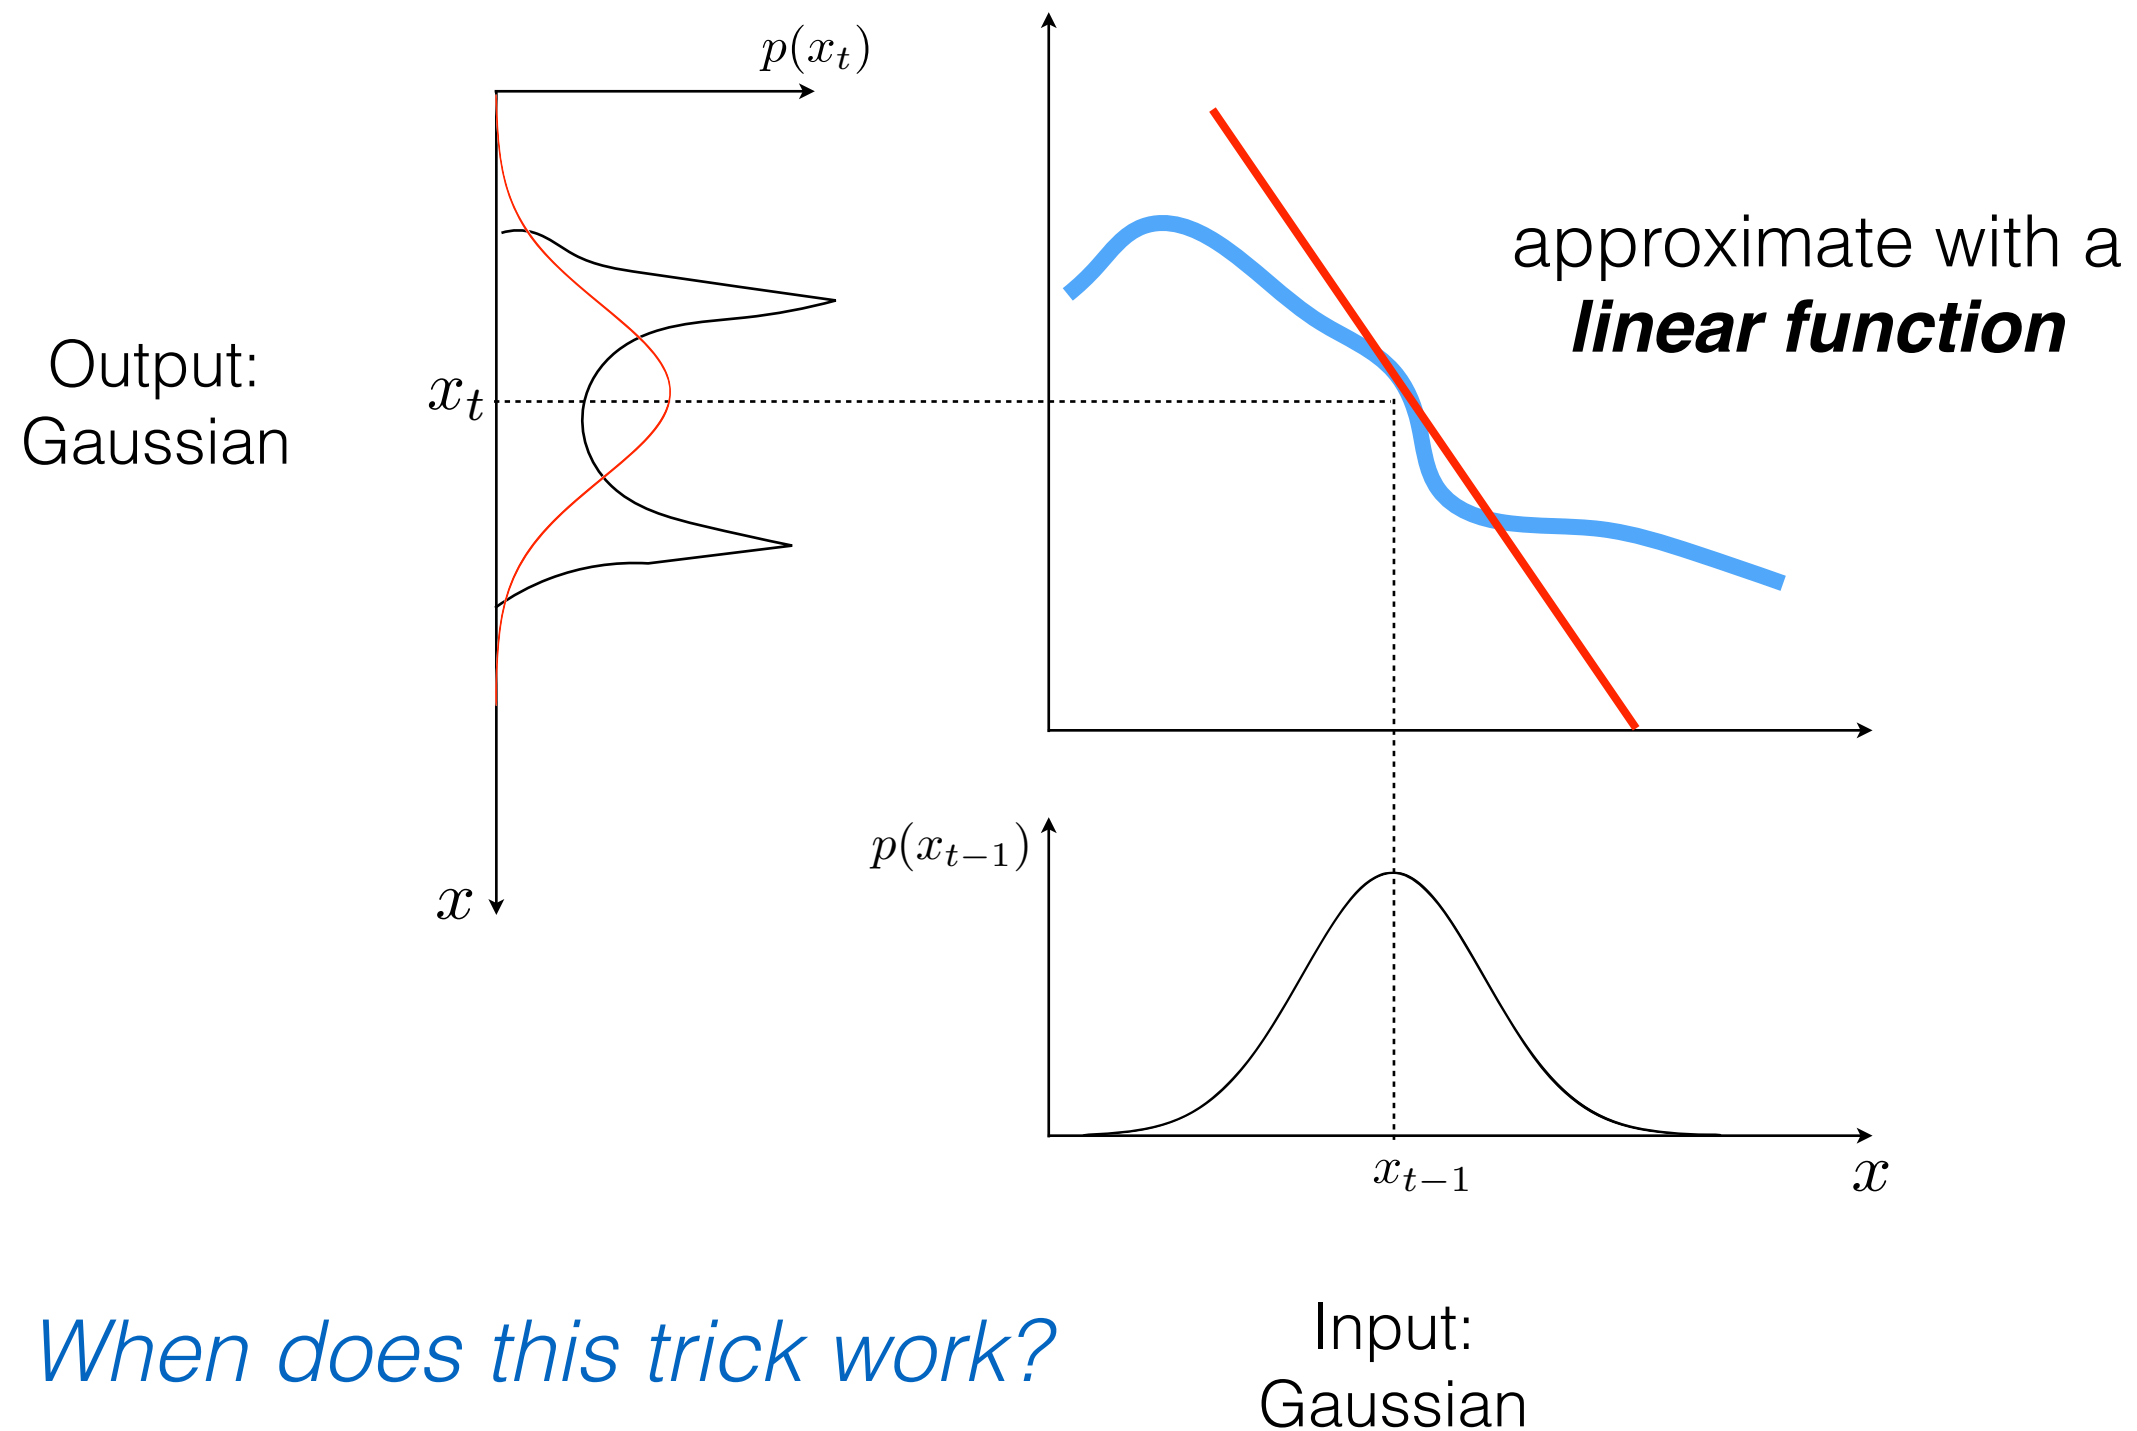 p(x_t)
approximate with a
linear function
Output:
Gaussian
x_t
p(x_{t-1})
x
x_{t-1}
x
When does this trick work?
Input:
Gaussian